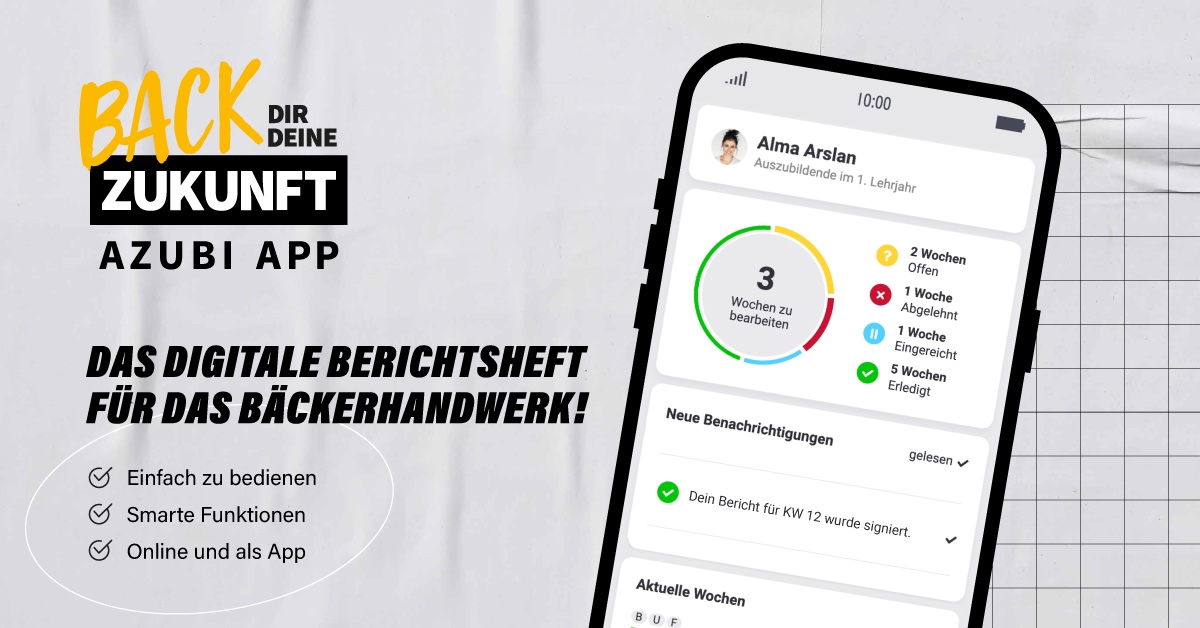 BACK DIR
DEINE
ZUKUNFT
AZUBI APP
DAS DIGITALE BERICHTSHEFT
FÜR DAS BÄCKERHANDWERK!
Einfach zu bedienen
Smarte Funktionen
Online und als App
10:00
Alma Arslan
Auszubildende im 1. Lehrjahr
3
Wochen zu
bearbeiten
2 Wochen
Offen
1 Woche
Abgelehnt
1 Woche
Eingereicht
5 Wochen
Erledigt
Neue Benachrichtigungen
gelesen
Dein Bericht für KW 12 wurde signiert.
Aktuelle Wochen
B U F